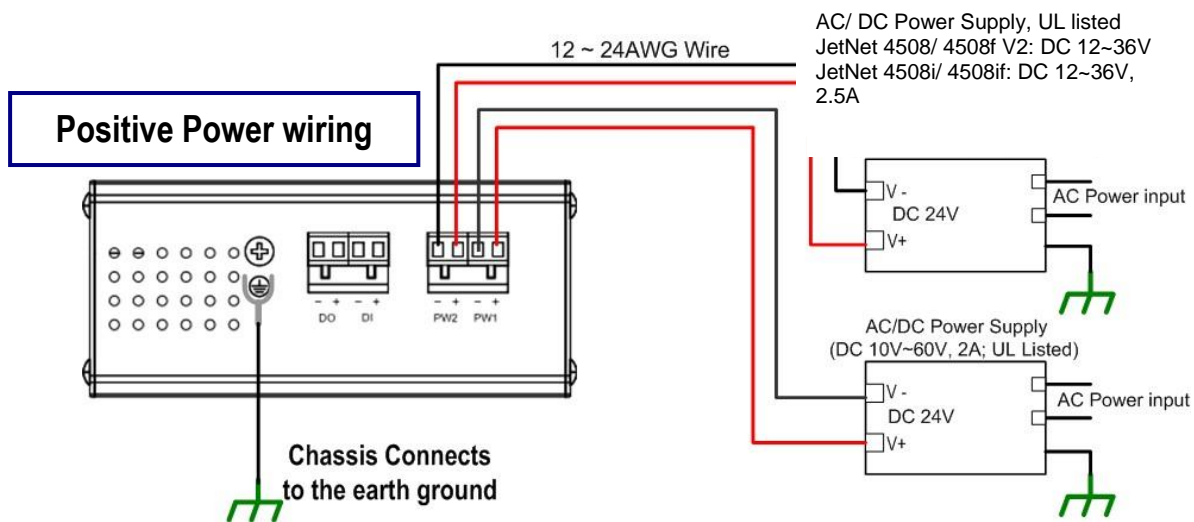 AC/ DC Power Supply, UL listed
JetNet 4508/ 4508f V2: DC 12~36V
JetNet 4508i/ 4508if: DC 12~36V,
2.5A
12 ~ 24AWG Wire
Positive Power wiring
V -
DC 24V
V+
AC Power input
- + - + - + - +
DO DI PW2 PW1
AC/DC Power Supply
(DC 10V~60V, 2A; UL Listed)
V -
DC 24V
V+
AC Power input
Chassis Connects
to the earth ground